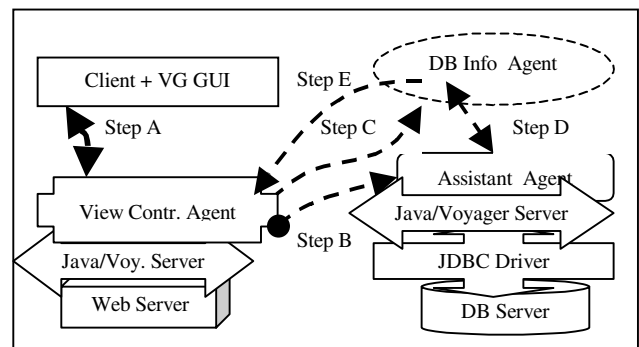 Client + VG GUI
Step E
DB Info Agent
Step A
Step C
Step D
View Contr. Agent
Assistant Agent
Step B
Java/Voyager Server
Java/Voy. Server
JDBC Driver
Web Server
DB Server